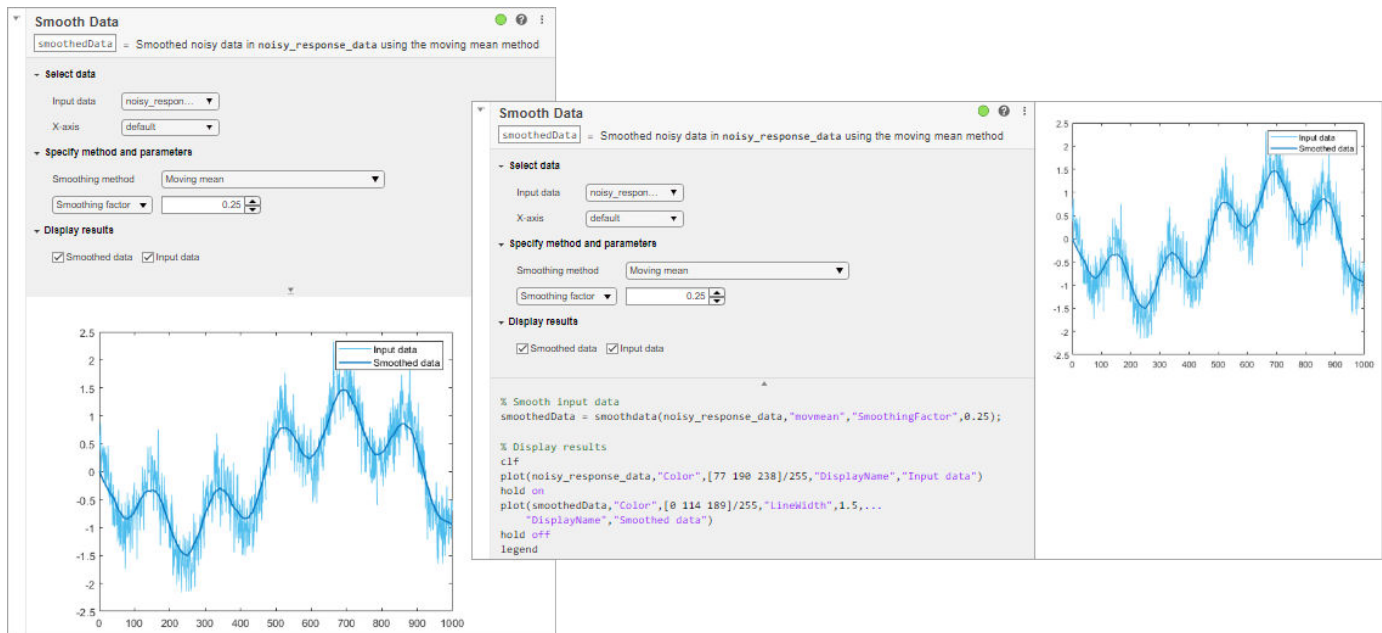 Smooth Data
smoothedData = Smoothed noisy data in noisy_response_data using the moving mean method
Select data
Input data noisy_respon...
X-axis default
Specify method and parameters
Smoothing method Moving mean
Smoothing factor 0.25
Display results
Smoothed data Input data
2.5
2
1.5
1
0.5
0
-0.5
-1
-1.5
-2
-2.5
0 100 200 300 400 500 600 700 800 900 1000
Input data
Smoothed data
Smooth Data
smoothedData = Smoothed noisy data in noisy_response_data using the moving mean method
Select data
Input data noisy_respon...
X-axis default
Specify method and parameters
Smoothing method Moving mean
Smoothing factor 0.25
Display results
Smoothed data Input data
% Smooth input data
smoothedData = smoothdata(noisy_response_data,"movmean","SmoothingFactor",0.25);
% Display results
clf
plot(noisy_response_data,"Color",[77 190 238]/255,"DisplayName","Input data")
hold on
plot(smoothedData,"Color",[0 114 189]/255,"LineWidth",1.5,...
"DisplayName","Smoothed data")
hold off
legend
2.5
2
1.5
1
0.5
0
-0.5
-1
-1.5
-2
-2.5
0 100 200 300 400 500 600 700 800 900 1000
Input data
Smoothed data